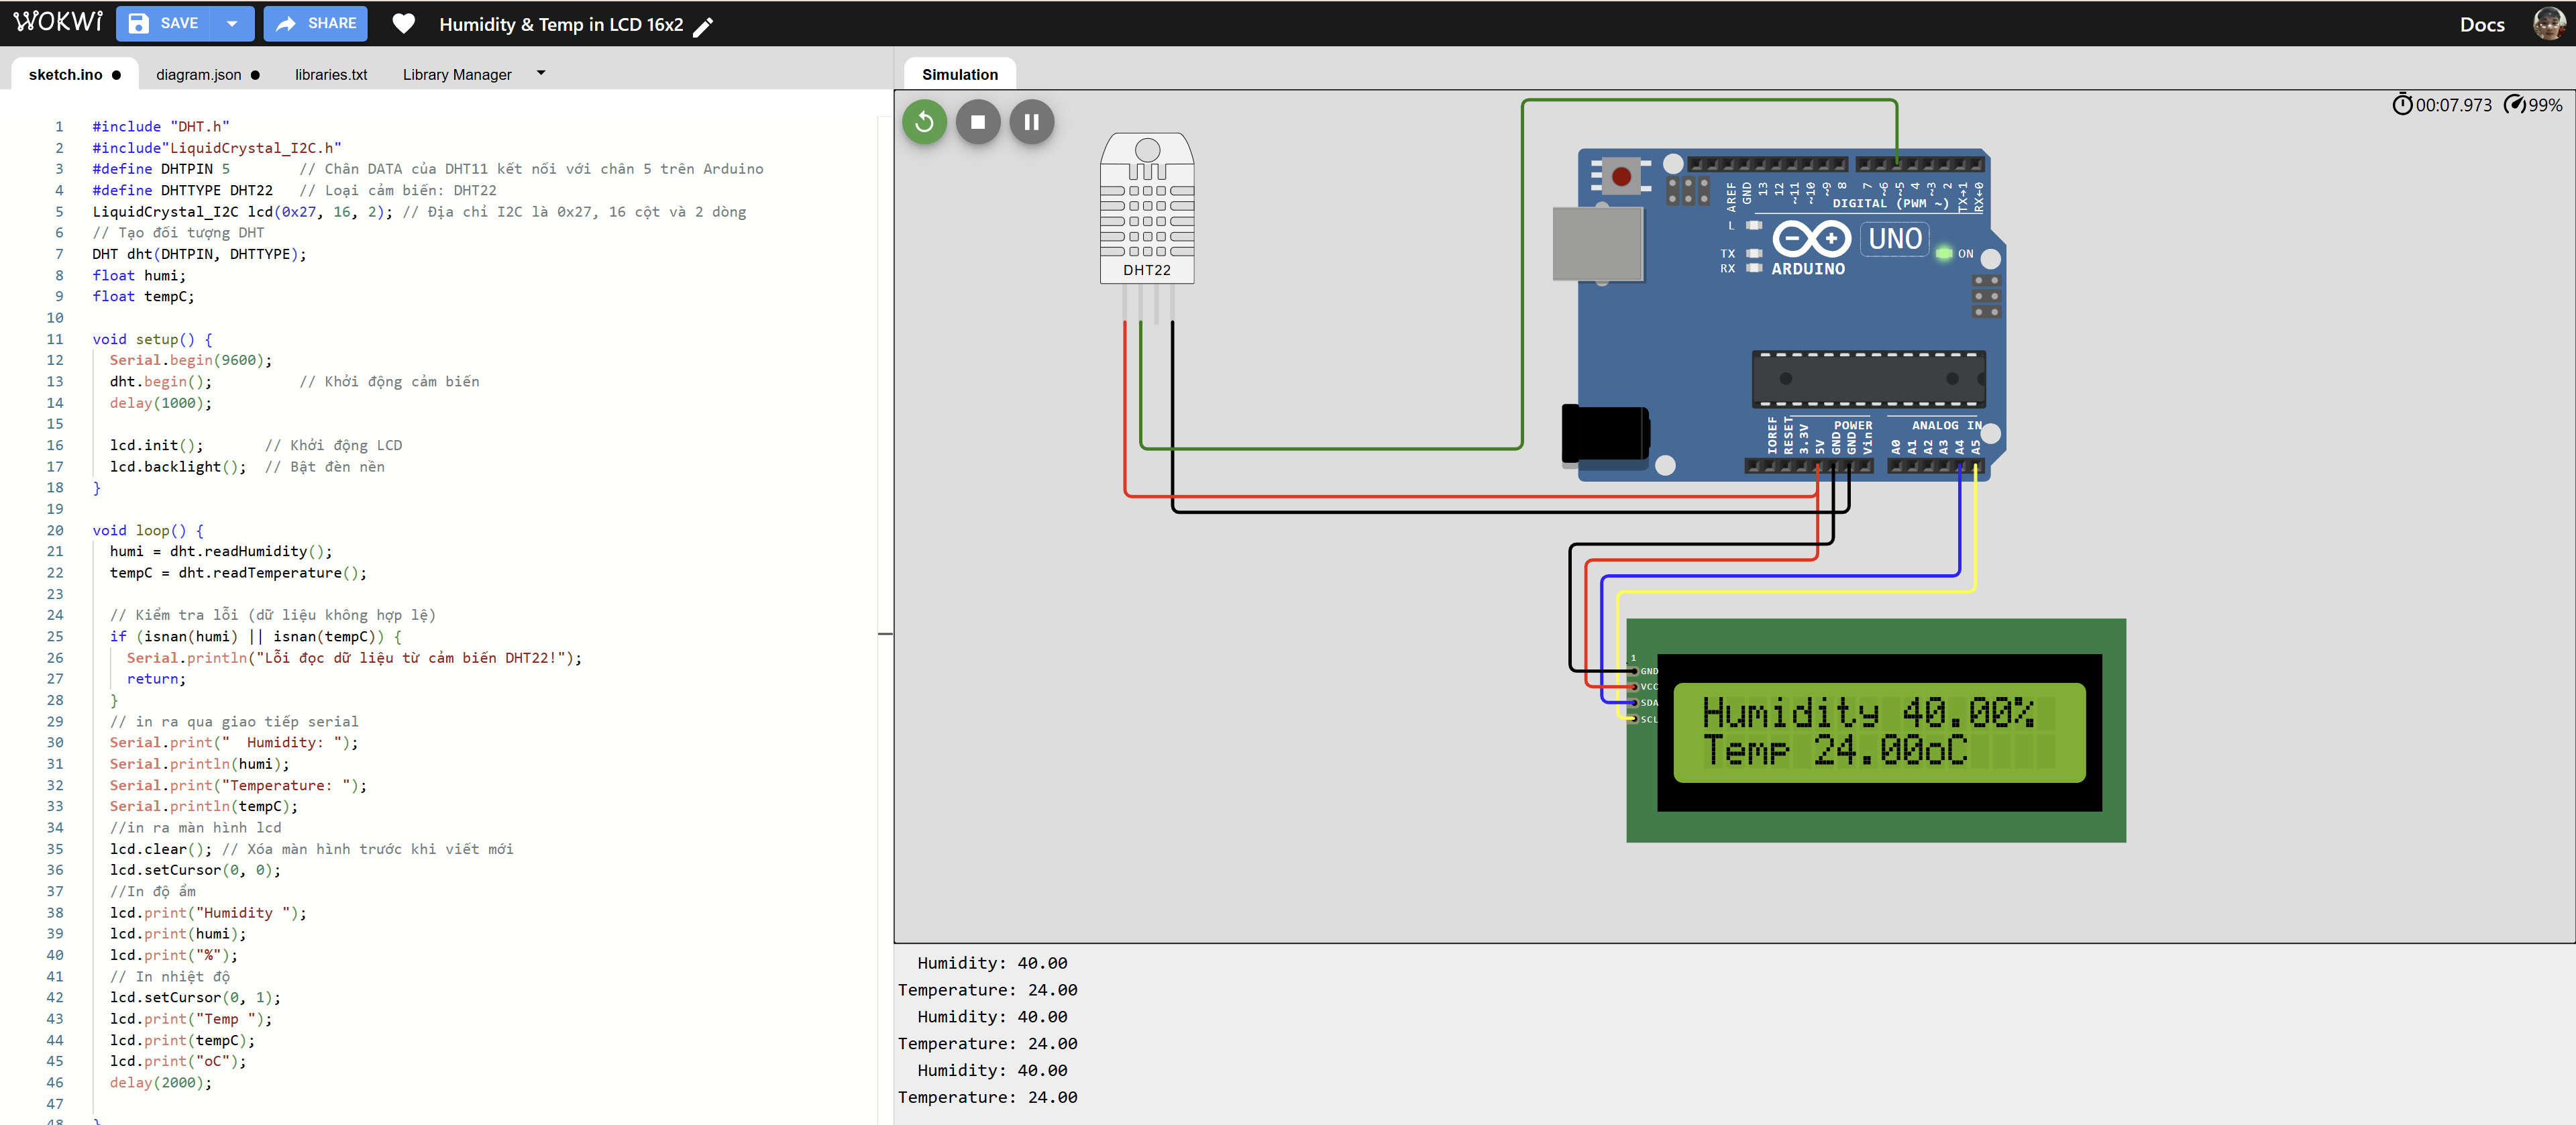 WOKWi SAVE SHARE Humidity & Temp in LCD 16x2 Docs
sketch.ino diagram.json libraries.txt Library Manager
1 #include "DHT.h"
2 #include"LiquidCrystal_I2C.h"
3 #define DHTPIN 5 // Chân DATA của DHT11 kết nối với chân 5 trên Arduino
4 #define DHTTYPE DHT22 // Loại cảm biến: DHT22
5 LiquidCrystal_I2C lcd(0x27, 16, 2); // Địa chỉ I2C là 0x27, 16 cột và 2 dòng
6 // Tạo đối tượng DHT
7 DHT dht(DHTPIN, DHTTYPE);
8 float humi;
9 float tempC;
10
11 void setup() {
12 Serial.begin(9600);
13 dht.begin(); // Khởi động cảm biến
14 delay(1000);
15
16 lcd.init(); // Khởi động LCD
17 lcd.backlight(); // Bật đèn nền
18 }
19
20 void loop() {
21 humi = dht.readHumidity();
22 tempC = dht.readTemperature();
23
24 // Kiểm tra lỗi (dữ liệu không hợp lệ)
25 if (isnan(humi) || isnan(tempC)) {
26 Serial.println("Lỗi đọc dữ liệu từ cảm biến DHT22!");
27 return;
28 }
29 // in ra qua giao tiếp serial
30 Serial.print("  Humidity: ");
31 Serial.println(humi);
32 Serial.print("Temperature: ");
33 Serial.println(tempC);
34 //in ra màn hình lcd
35 lcd.clear(); // Xóa màn hình trước khi viết mới
36 lcd.setCursor(0, 0);
37 //In độ ẩm
38 lcd.print("Humidity ");
39 lcd.print(humi);
40 lcd.print("%");
41 // In nhiệt độ
42 lcd.setCursor(0, 1);
43 lcd.print("Temp ");
44 lcd.print(tempC);
45 lcd.print("oC");
46 delay(2000);
47
48 }
Simulation
00:07.973 99%
DHT22
AREF GND 13 12 ~11 ~10 ~9 8 7 ~6 ~5 4 ~3 2 TX→1 RX←0
DIGITAL (PWM ~)
L
TX
RX
UNO
ON
ARDUINO
POWER ANALOG IN
IOREF RESET 3.3V 5V GND GND Vin A0 A1 A2 A3 A4 A5
1
GND
VCC
SDA
SCL
Humidity 40.00%
Temp 24.00oC
Humidity: 40.00
Temperature: 24.00
Humidity: 40.00
Temperature: 24.00
Humidity: 40.00
Temperature: 24.00